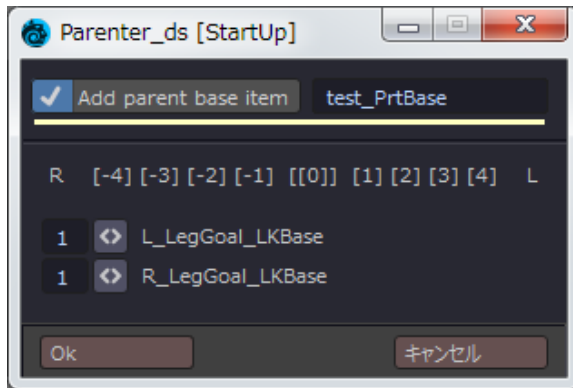 Parenter_ds [StartUp]
Add parent base item test_PrtBase
R [-4] [-3] [-2] [-1] [[0]] [1] [2] [3] [4] L
1 <> L_LegGoal_LKBase
1 <> R_LegGoal_LKBase
Ok キャンセル